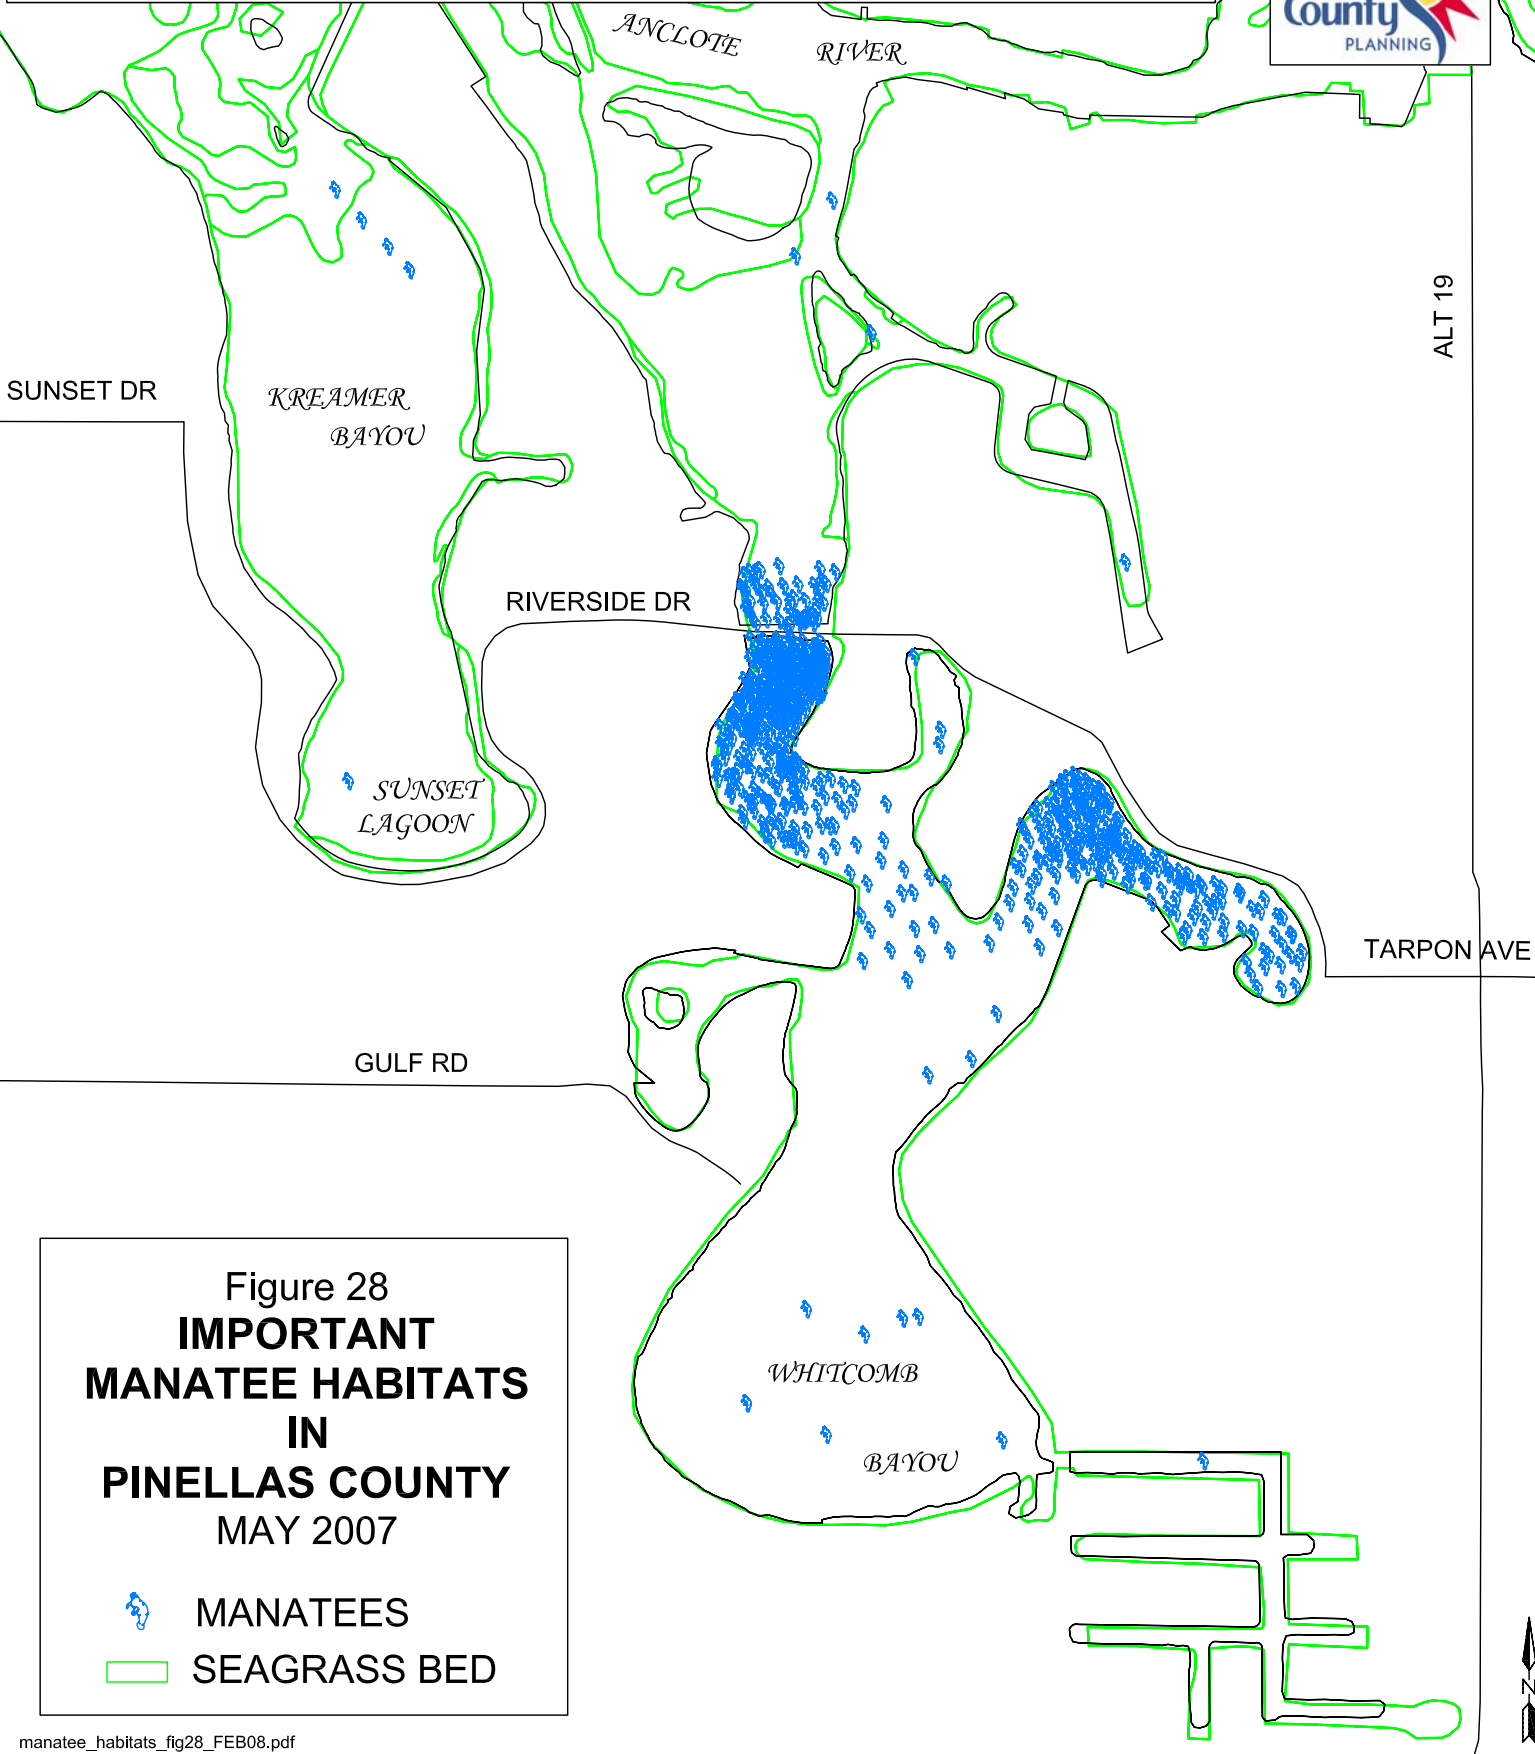 County
PLANNING
ANCLOTE RIVER
ALT 19
SUNSET DR
KREAMER
BAYOU
RIVERSIDE DR
SUNSET
LAGOON
TARPON AVE
GULF RD
WHITCOMB
BAYOU
Figure 28
IMPORTANT
MANATEE HABITATS
IN
PINELLAS COUNTY
MAY 2007
MANATEES
SEAGRASS BED
N
manatee_habitats_fig28_FEB08.pdf